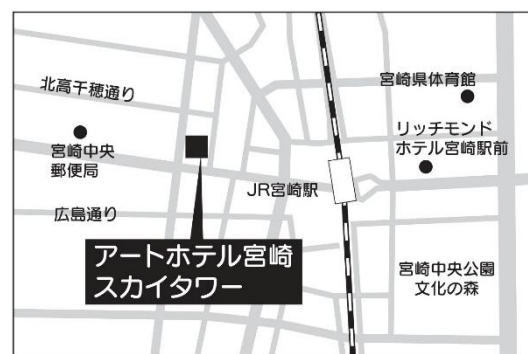 北高千穂通り
宮崎県体育館
宮崎中央
郵便局
リッチモンド
ホテル宮崎駅前
JR宮崎駅
広島通り
アートホテル宮崎
スカイタワー
宮崎中央公園
文化の森